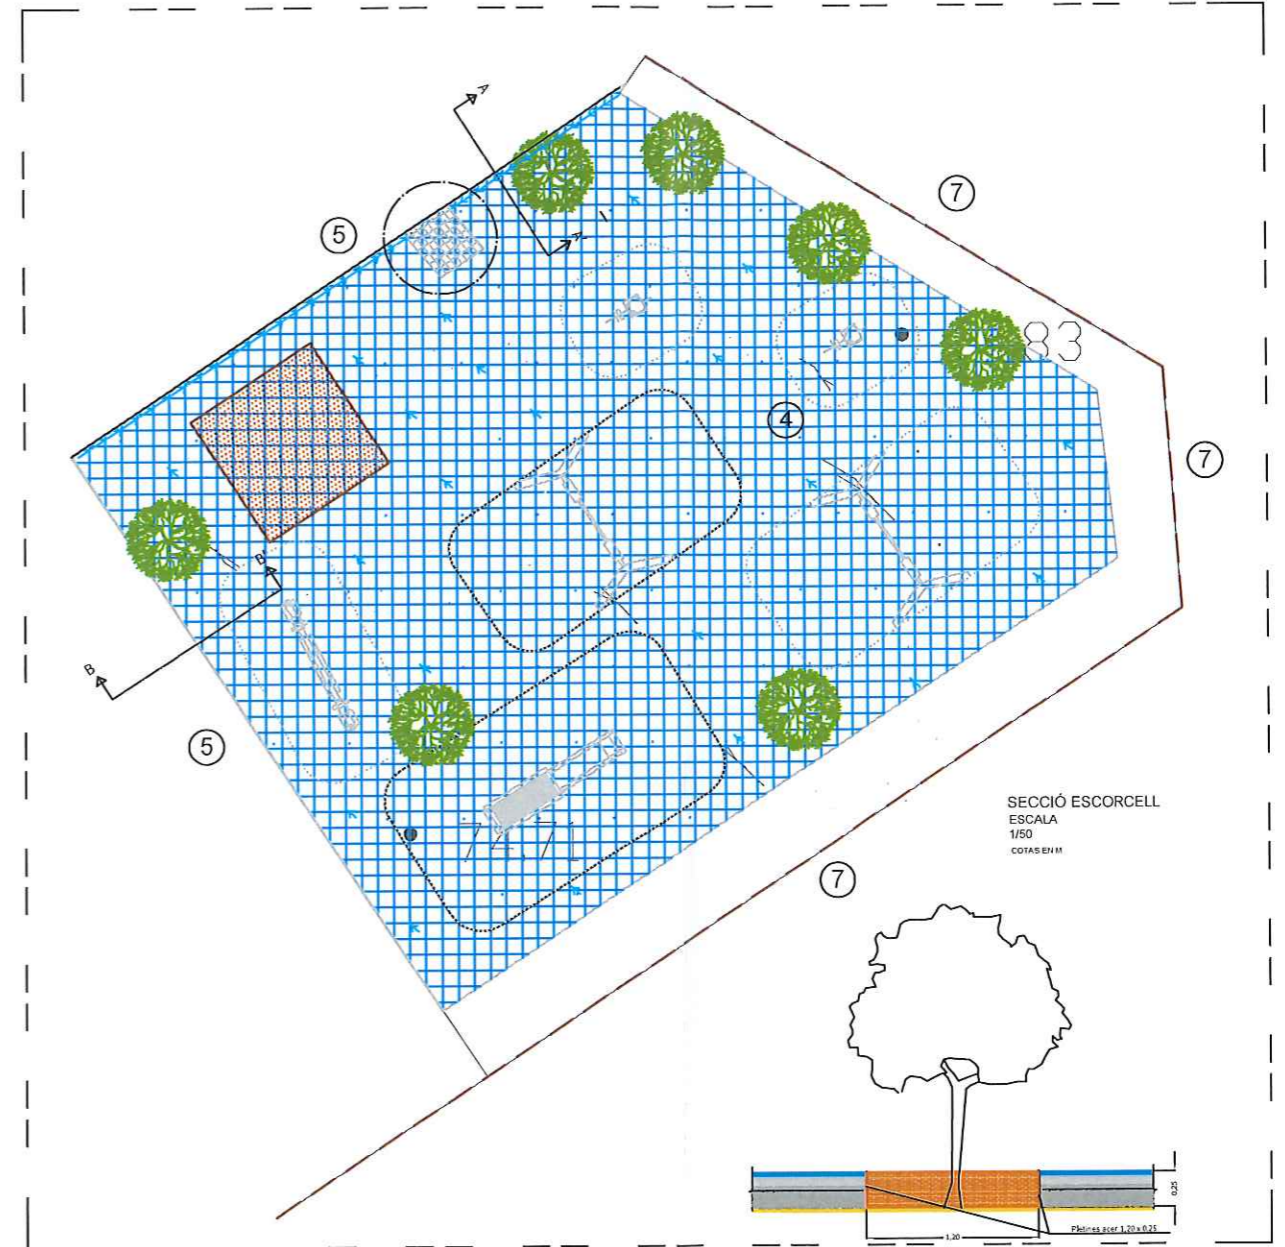 A
7
5
A'
83
4
7
B'
B
5
SECCIÓ ESCORCELL
ESCALA
1/50
COTAS EN M
7
0,25
Pletines acer 1,20 x 0,25
1,20